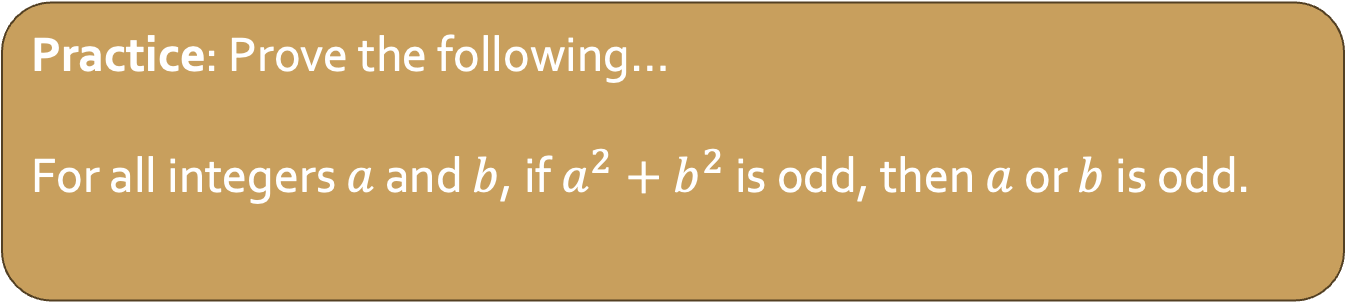 Practice: Prove the following...
For all integers a and b, if a² + b² is odd, then a or b is odd.